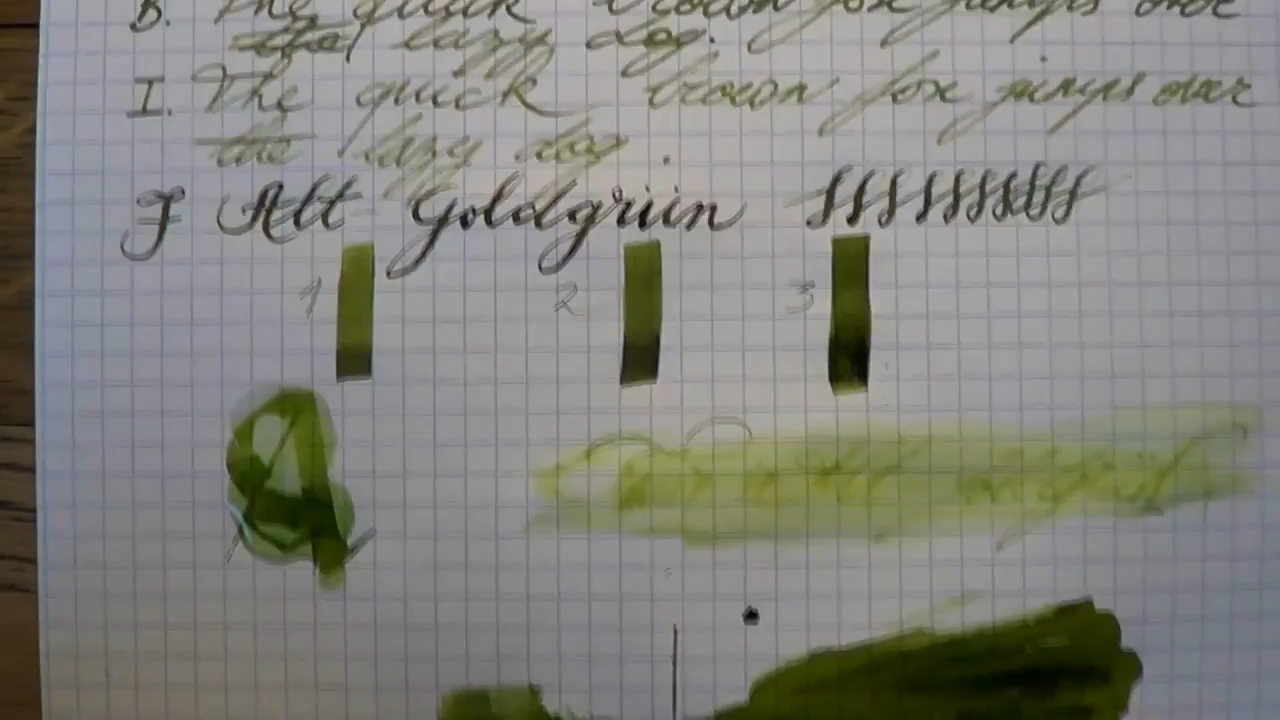 B. The quick brown fox jumps over
the lazy dog.
I. The quick brown fox jumps over
the lazy dog.
F Alt Goldgrün
1 2 3